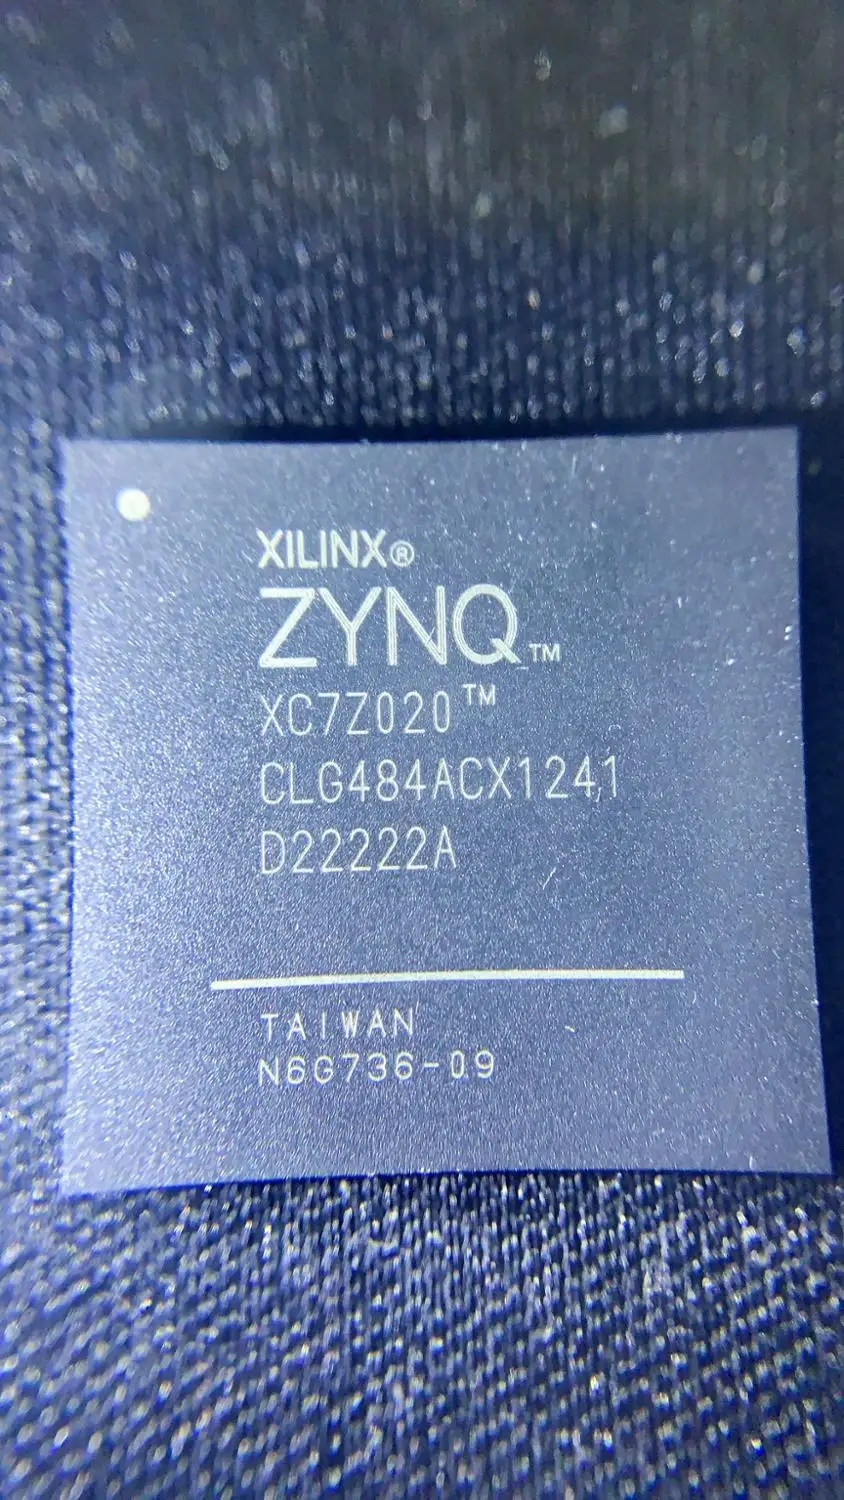 XILINX®
ZYNQ™
XC7Z020™
CLG484ACX1241
D22222A
TAIWAN
N6G736-09